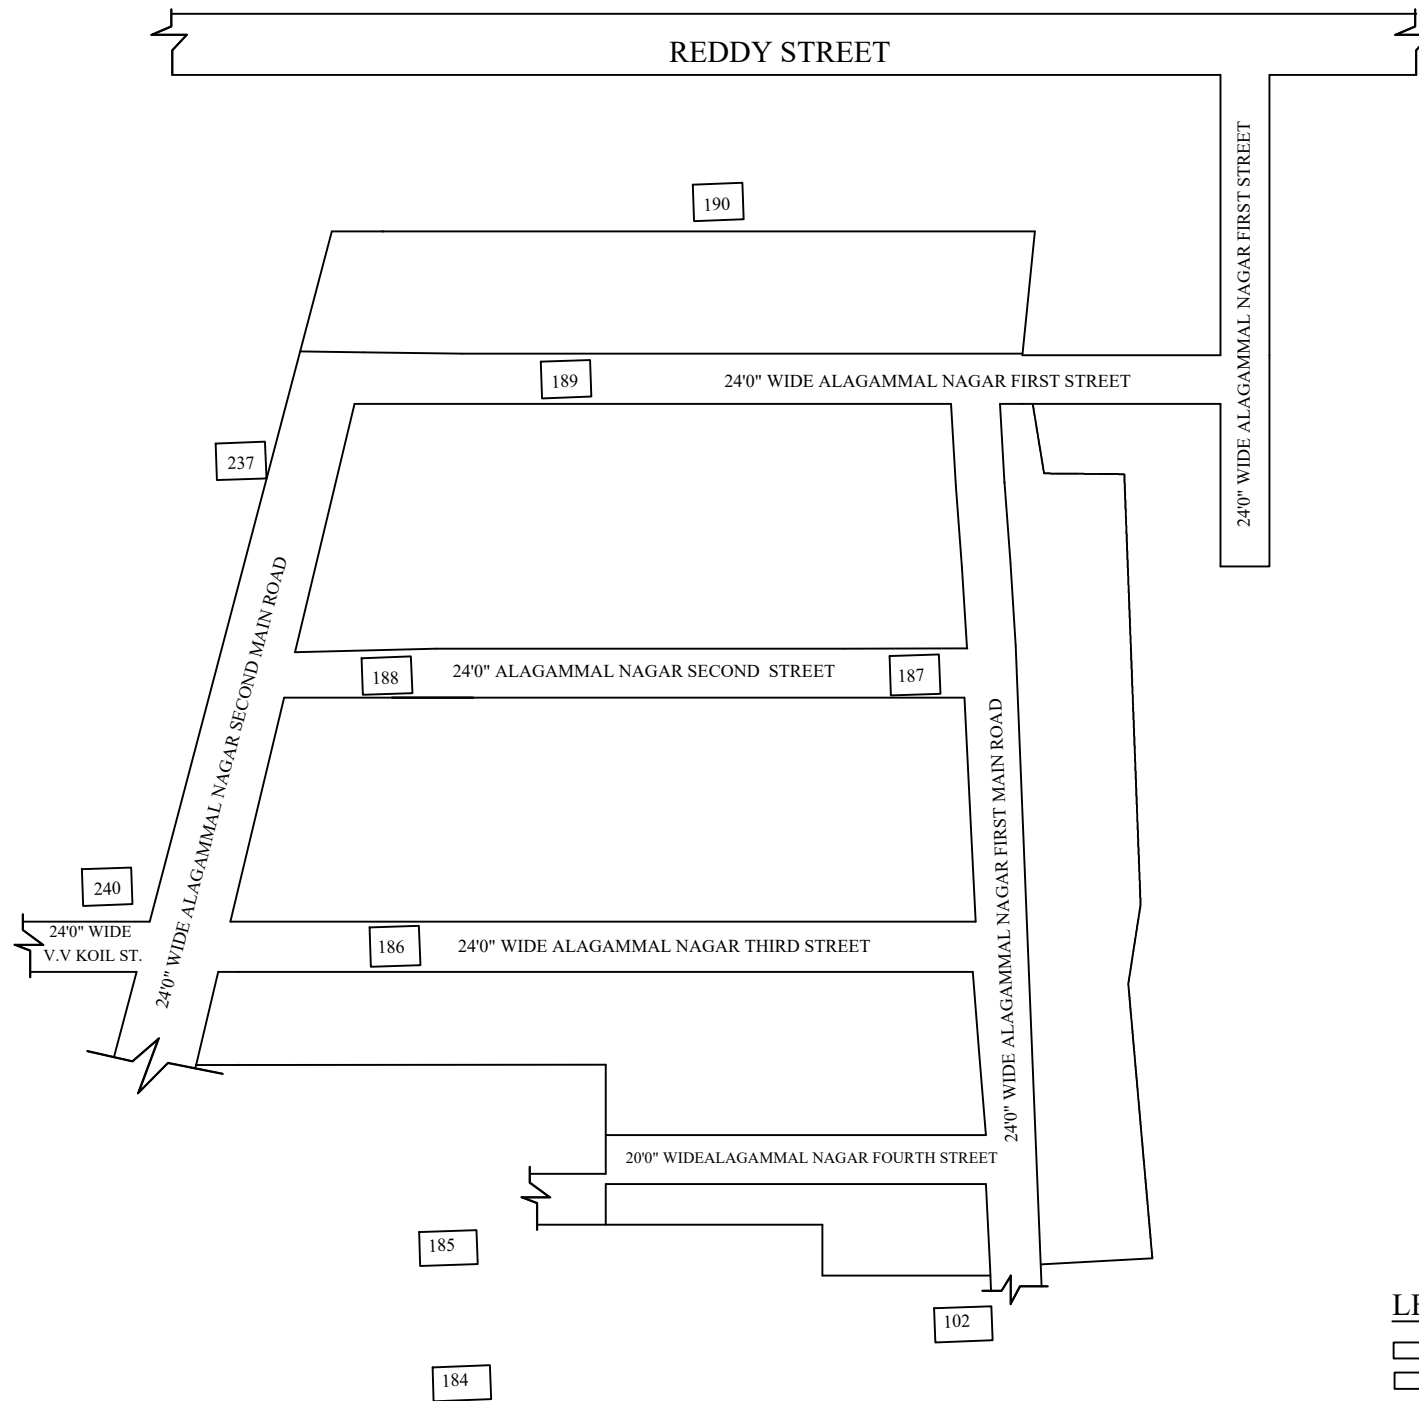 REDDY STREET
24'0" WIDE ALAGAMMAL NAGAR FIRST STREET
190
189
24'0" WIDE ALAGAMMAL NAGAR FIRST STREET
237
24'0" WIDE ALAGAMMAL NAGAR SECOND MAIN ROAD
188
24'0" ALAGAMMAL NAGAR SECOND STREET
187
24'0" WIDE ALAGAMMAL NAGAR FIRST MAIN ROAD
240
24'0" WIDE
V.V KOIL ST.
186
24'0" WIDE ALAGAMMAL NAGAR THIRD STREET
20'0" WIDEALAGAMMAL NAGAR FOURTH STREET
185
102
184